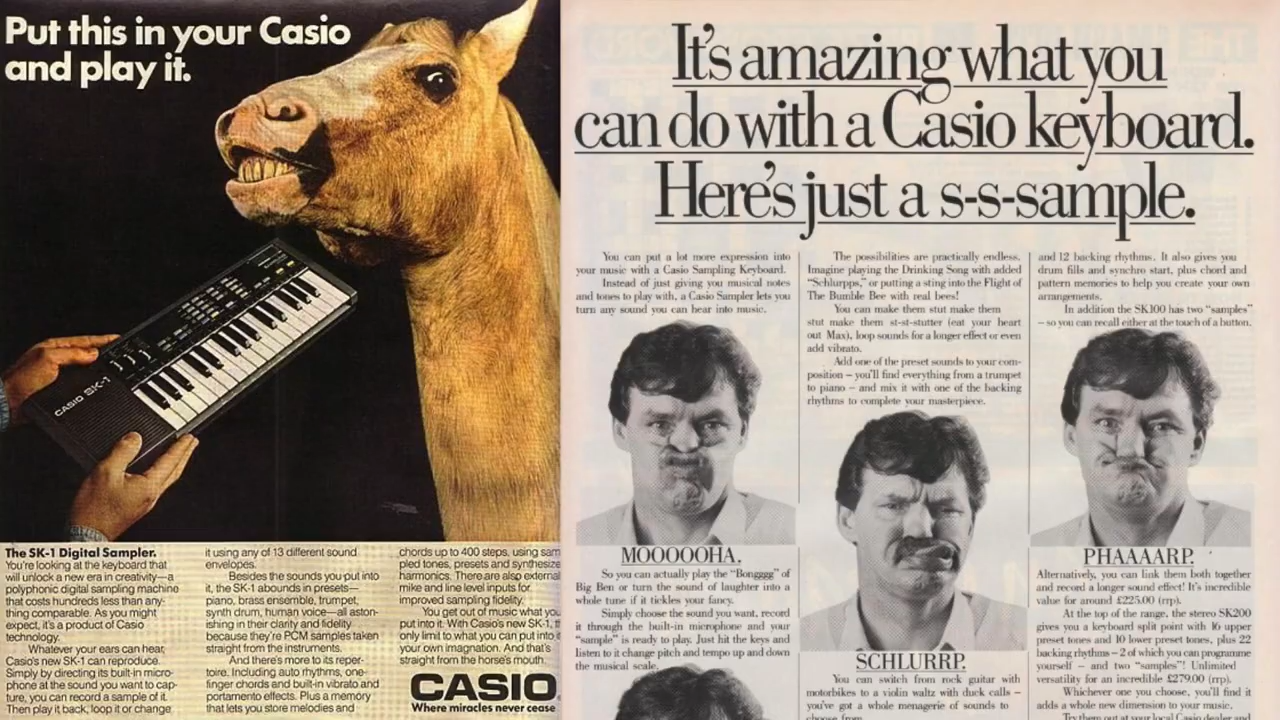 Put this in your Casio
and play it.
CASIO SK-1
The SK-1 Digital Sampler.
You're looking at the keyboard that
will unlock a new era in creativity—a
polyphonic digital sampling machine
that costs hundreds less than any-
thing comparable. As you might
expect, it's a product of Casio
technology.
Whatever your ears can hear,
Casio's new SK-1 can reproduce.
Simply by directing its built-in micro-
phone at the sound you want to cap-
ture, you can record a sample of it.
Then play it back, loop it or change
it using any of 13 different sound
envelopes.
Besides the sounds you put into
it, the SK-1 abounds in presets—
piano, brass ensemble, trumpet,
synth drum, human voice—all aston-
ishing in their clarity and fidelity
because they're PCM samples taken
straight from the instruments.
And there's more to its reper-
toire. Including auto rhythms, one-
finger chords and built-in vibrato and
portamento effects. Plus a memory
that lets you store melodies and
chords up to 400 steps, using sam
pled tones, presets and synthesize
harmonics. There are also external
mike and line level inputs for
improved sampling fidelity.
You get out of music what you
put into it. With Casio's new SK-1, th
only limit to what you can put into it
your own imagination. And that's
straight from the horse's mouth.
CASIO
Where miracles never cease
It's amazing what you
can do with a Casio keyboard.
Here's just a s-s-sample.
You can put a lot more expression into
your music with a Casio Sampling Keyboard.
Instead of just giving you musical notes
and tones to play with, a Casio Sampler lets you
turn any sound you can hear into music.
MOOOOOHA.
So you can actually play the "Bongggg" of
Big Ben or turn the sound of laughter into a
whole tune if it tickles your fancy.
Simply choose the sound you want, record
it through the built-in microphone and your
"sample" is ready to play. Just hit the keys and
listen to it change pitch and tempo up and down
the musical scale.
The possibilities are practically endless.
Imagine playing the Drinking Song with added
"Schlurpps," or putting a sting into the Flight of
The Bumble Bee with real bees!
You can make them stut make them
stut make them st-st-stutter (eat your heart
out Max), loop sounds for a longer effect or even
add vibrato.
Add one of the preset sounds to your com-
position – you'll find everything from a trumpet
to piano – and mix it with one of the backing
rhythms to complete your masterpiece.
SCHLURRP.
You can switch from rock guitar with
motorbikes to a violin waltz with duck calls –
you've got a whole menagerie of sounds to
choose from.
and 12 backing rhythms. It also gives you
drum fills and synchro start, plus chord and
pattern memories to help you create your own
arrangements.
In addition the SK100 has two "samples"
– so you can recall either at the touch of a button.
PHAAAARP.
Alternatively, you can link them both together
and record a longer sound effect! It's incredible
value for around £225.00 (rrp).
At the top of the range, the stereo SK200
gives you a keyboard split point with 16 upper
preset tones and 10 lower preset tones, plus 22
backing rhythms – 2 of which you can programme
yourself – and two "samples"! Unlimited
versatility for an incredible £279.00 (rrp).
Whichever one you choose, you'll find it
adds a whole new dimension to your music.
Try them out at your local Casio dealer and